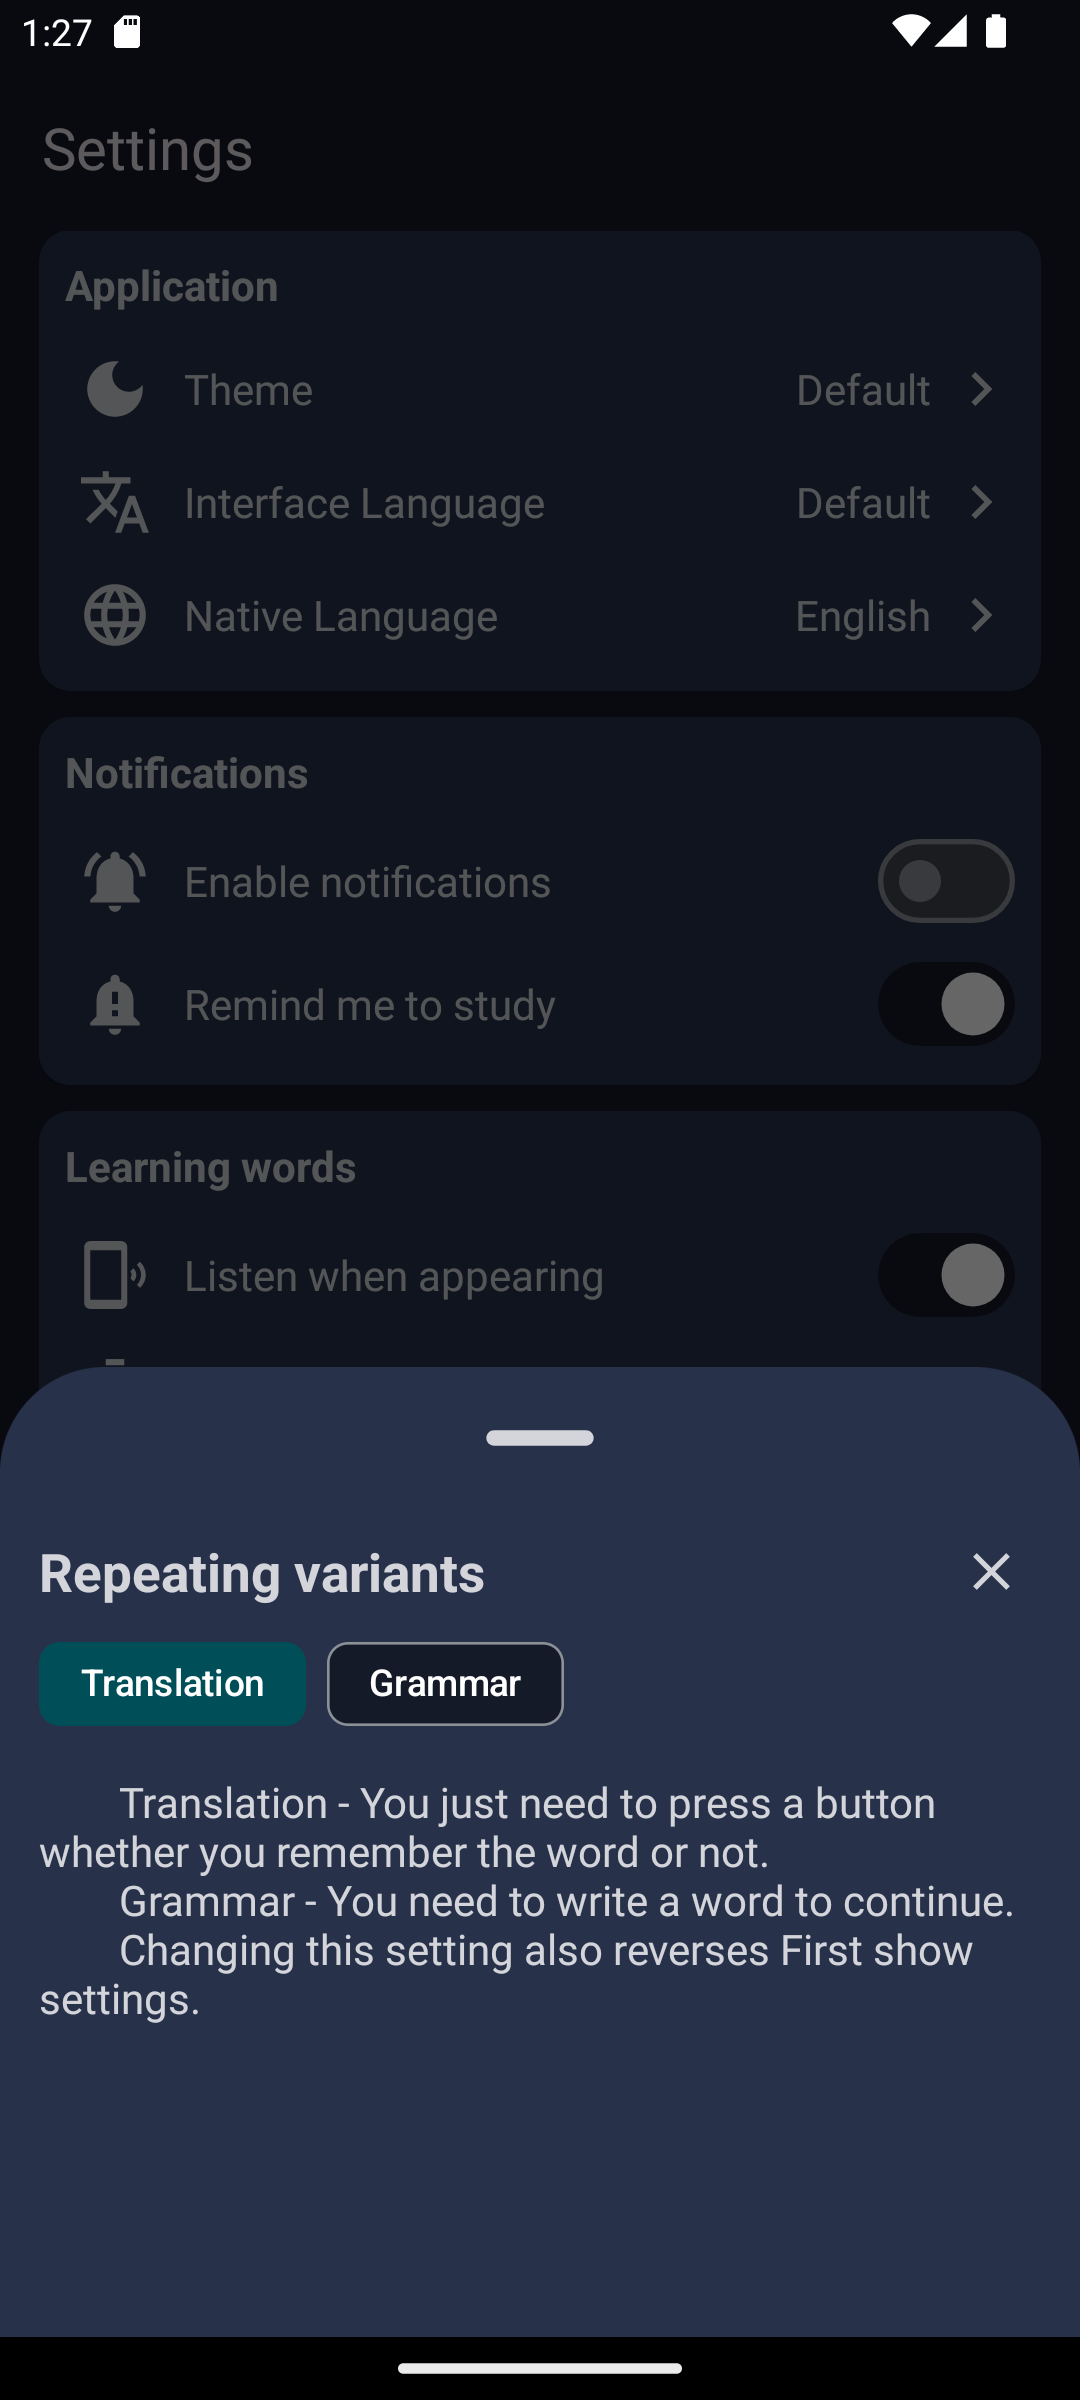 1:27
Settings
Application
Theme Default
Interface Language Default
Native Language English
Notifications
Enable notifications
Remind me to study
Learning words
Listen when appearing
Repeating variants
Translation Grammar
Translation - You just need to press a button
whether you remember the word or not.
Grammar - You need to write a word to continue.
Changing this setting also reverses First show
settings.